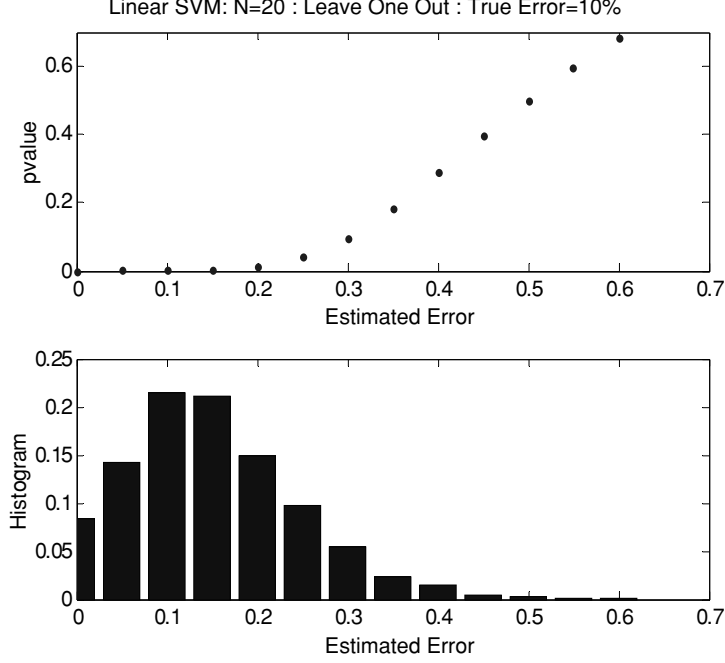 Linear SVM: N=20 : Leave One Out : True Error=10%
0.6
0.4
0.2
0
pvalue
0 0.1 0.2 0.3 0.4 0.5 0.6 0.7
Estimated Error
0.25
0.2
0.15
0.1
0.05
0
Histogram
0 0.1 0.2 0.3 0.4 0.5 0.6 0.7
Estimated Error